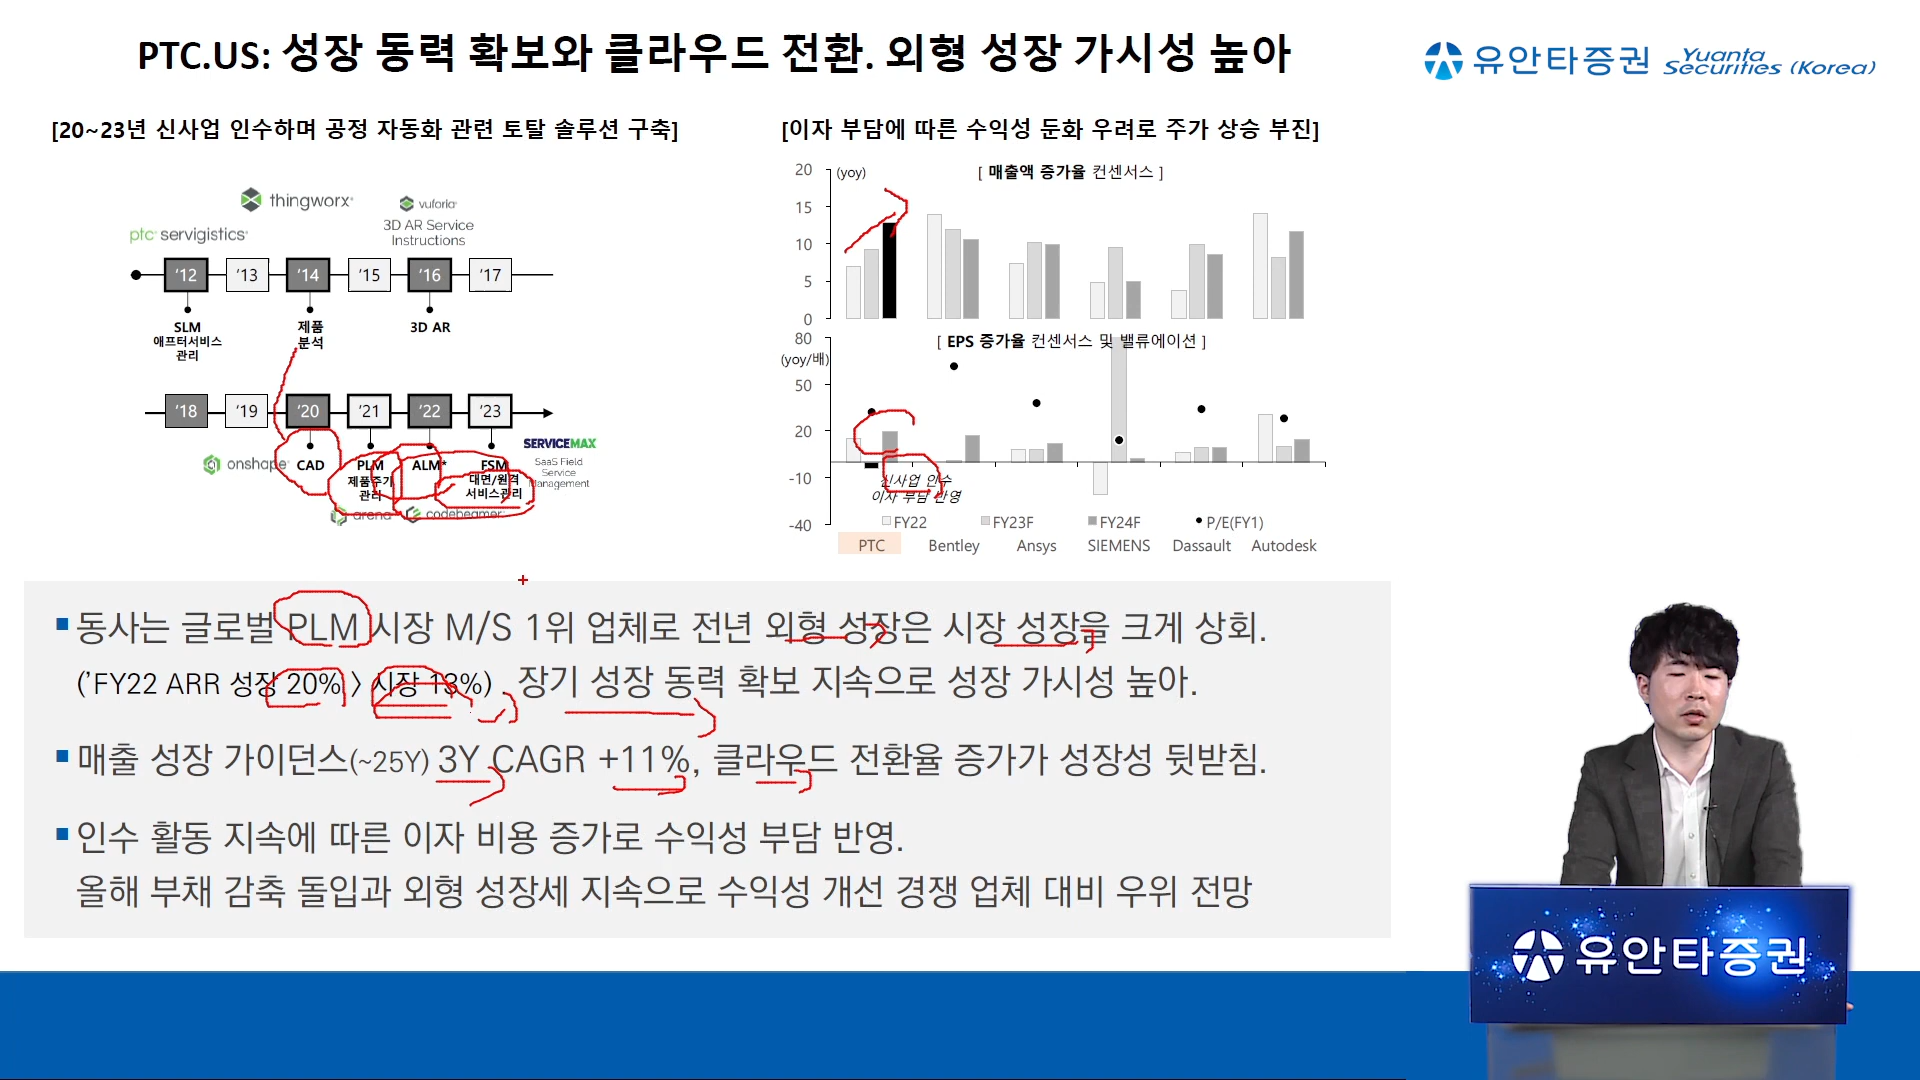 PTC.US: 성장 동력 확보와 클라우드 전환. 외형 성장 가시성 높아
유안타증권 Yuanta Securities (Korea)
[20~23년 신사업 인수하며 공정 자동화 관련 토탈 솔루션 구축]
thingworx
vuforia
ptc servigistics
3D AR Service
Instructions
'12 '13 '14 '15 '16 '17
SLM
애프터서비스
관리
제품
분석
3D AR
'18 '19 '20 '21 '22 '23
onshape
CAD
PLM
제품주기
관리
arena
ALM*
codebeamer
FSM
대면/원격
서비스관리
SERVICEMAX
SaaS Field
Service
Management
[이자 부담에 따른 수익성 둔화 우려로 주가 상승 부진]
[ 매출액 증가율 컨센서스 ]
(yoy)
20
15
10
5
0
[ EPS 증가율 컨센서스 및 밸류에이션 ]
(yoy/배)
80
50
20
-10
-40
신사업 인수
이자 부담 반영
FY22 FY23F FY24F P/E(FY1)
PTC Bentley Ansys SIEMENS Dassault Autodesk
동사는 글로벌 PLM 시장 M/S 1위 업체로 전년 외형 성장은 시장 성장을 크게 상회.
('FY22 ARR 성장 20% > 시장 13%) . 장기 성장 동력 확보 지속으로 성장 가시성 높아.
매출 성장 가이던스(~25Y) 3Y CAGR +11%, 클라우드 전환율 증가가 성장성 뒷받침.
인수 활동 지속에 따른 이자 비용 증가로 수익성 부담 반영.
올해 부채 감축 돌입과 외형 성장세 지속으로 수익성 개선 경쟁 업체 대비 우위 전망
유안타증권